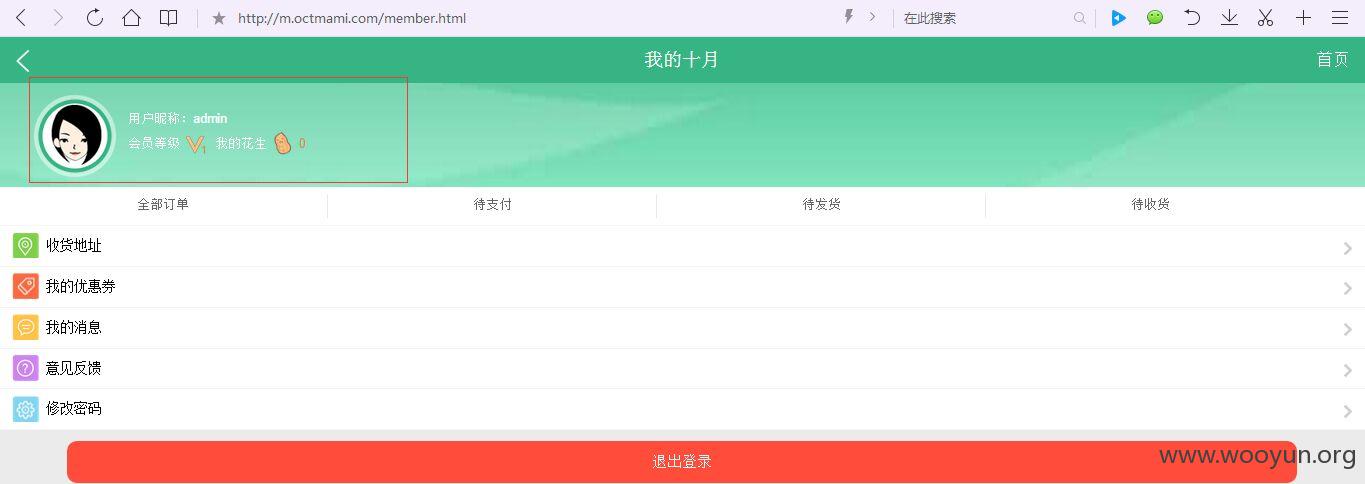 http://m.octmami.com/member.html
在此搜索
我的十月
首页
用户昵称：admin
会员等级 V1 我的花生 0
全部订单
待支付
待发货
待收货
收货地址
我的优惠券
我的消息
意见反馈
修改密码
退出登录
www.wooyun.org